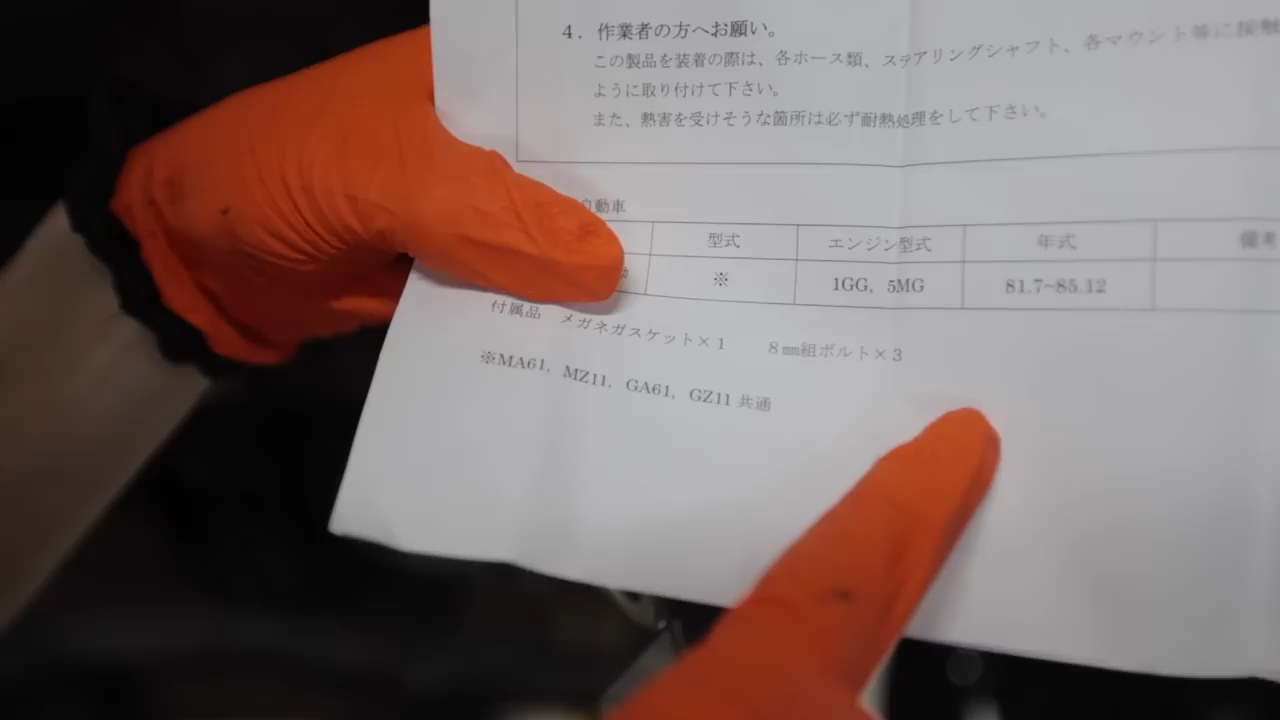 4．作業者の方へお願い。
この製品を装着の際は、各ホース類、ステアリングシャフト、各マウント等に接触
ように取り付けて下さい。
また、熱害を受けそうな箇所は必ず耐熱処理をして下さい。
自動車
型式 エンジン型式 年式 備考
※ 1GG, 5MG 81.7~85.12
付属品 メガネガスケット×1 8㎜組ボルト×3
※MA61, MZ11, GA61, GZ11 共通